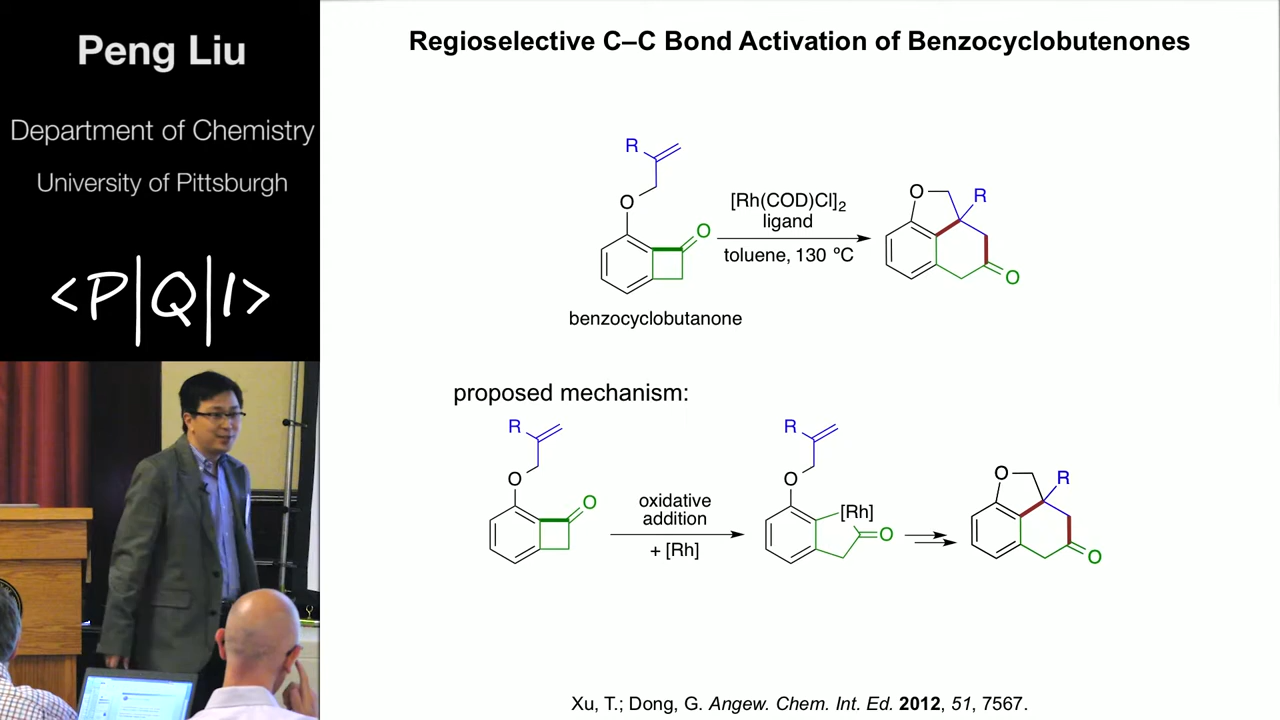 Peng Liu
Department of Chemistry
University of Pittsburgh
<P|Q|I>
Regioselective C–C Bond Activation of Benzocyclobutenones
R
O
O
benzocyclobutanone
[Rh(COD)Cl]2
ligand
toluene, 130 ºC
O
R
O
proposed mechanism:
R
O
O
oxidative
addition
+ [Rh]
R
O
[Rh]
O
O
R
O
Xu, T.; Dong, G. Angew. Chem. Int. Ed. 2012, 51, 7567.